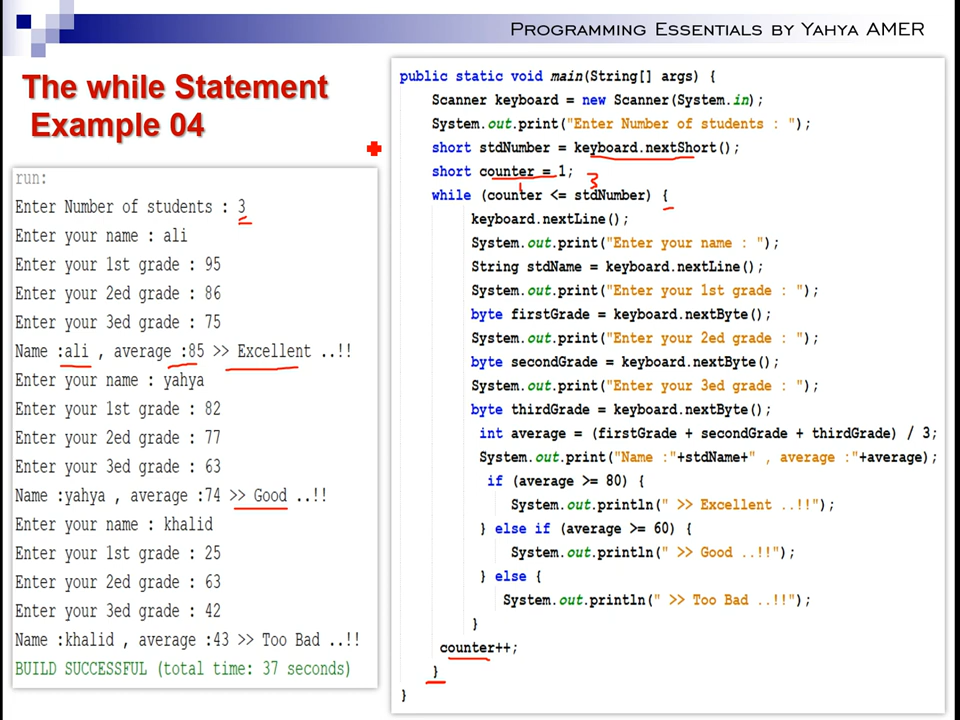 PROGRAMMING ESSENTIALS BY YAHYA AMER
The while Statement
Example 04
run:
Enter Number of students : 3
Enter your name : ali
Enter your 1st grade : 95
Enter your 2ed grade : 86
Enter your 3ed grade : 75
Name :ali , average :85 >> Excellent ..!!
Enter your name : yahya
Enter your 1st grade : 82
Enter your 2ed grade : 77
Enter your 3ed grade : 63
Name :yahya , average :74 >> Good ..!!
Enter your name : khalid
Enter your 1st grade : 25
Enter your 2ed grade : 63
Enter your 3ed grade : 42
Name :khalid , average :43 >> Too Bad ..!!
BUILD SUCCESSFUL (total time: 37 seconds)
public static void main(String[] args) {
Scanner keyboard = new Scanner(System.in);
System.out.print("Enter Number of students : ");
short stdNumber = keyboard.nextShort();
short counter = 1;
1 3
while (counter <= stdNumber) {
keyboard.nextLine();
System.out.print("Enter your name : ");
String stdName = keyboard.nextLine();
System.out.print("Enter your 1st grade : ");
byte firstGrade = keyboard.nextByte();
System.out.print("Enter your 2ed grade : ");
byte secondGrade = keyboard.nextByte();
System.out.print("Enter your 3ed grade : ");
byte thirdGrade = keyboard.nextByte();
int average = (firstGrade + secondGrade + thirdGrade) / 3;
System.out.print("Name :"+stdName+" , average :"+average);
if (average >= 80) {
System.out.println(" >> Excellent ..!!");
} else if (average >= 60) {
System.out.println(" >> Good ..!!");
} else {
System.out.println(" >> Too Bad ..!!");
}
counter++;
}
}